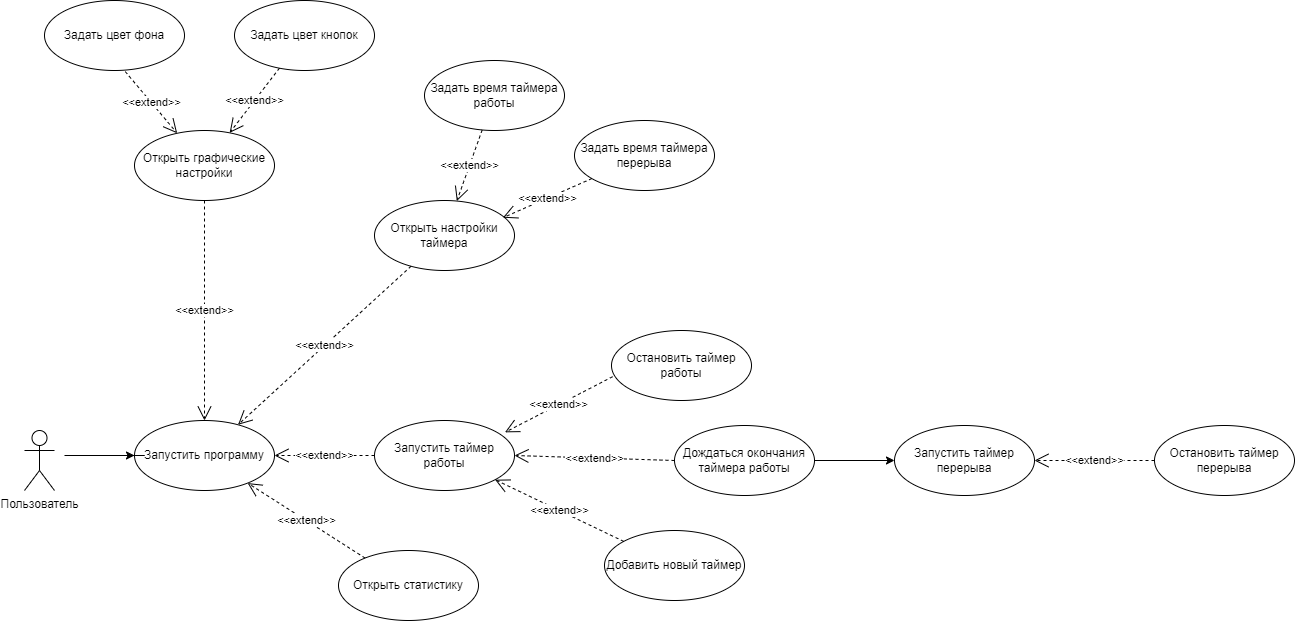 Задать цвет фона
Задать цвет кнопок
<<extend>>
<<extend>>
Открыть графические
настройки
Задать время таймера
работы
Задать время таймера
перерыва
<<extend>>
<<extend>>
Открыть настройки
таймера
<<extend>>
<<extend>>
Остановить таймер
работы
<<extend>>
Пользователь
Запустить программу
<<extend>>
Запустить таймер
работы
<<extend>>
Дождаться окончания
таймера работы
Запустить таймер
перерыва
<<extend>>
Остановить таймер
перерыва
<<extend>>
<<extend>>
Открыть статистику
Добавить новый таймер